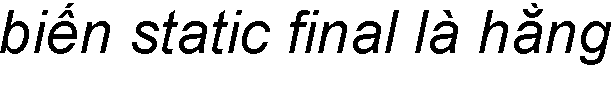 biến static final là hằng